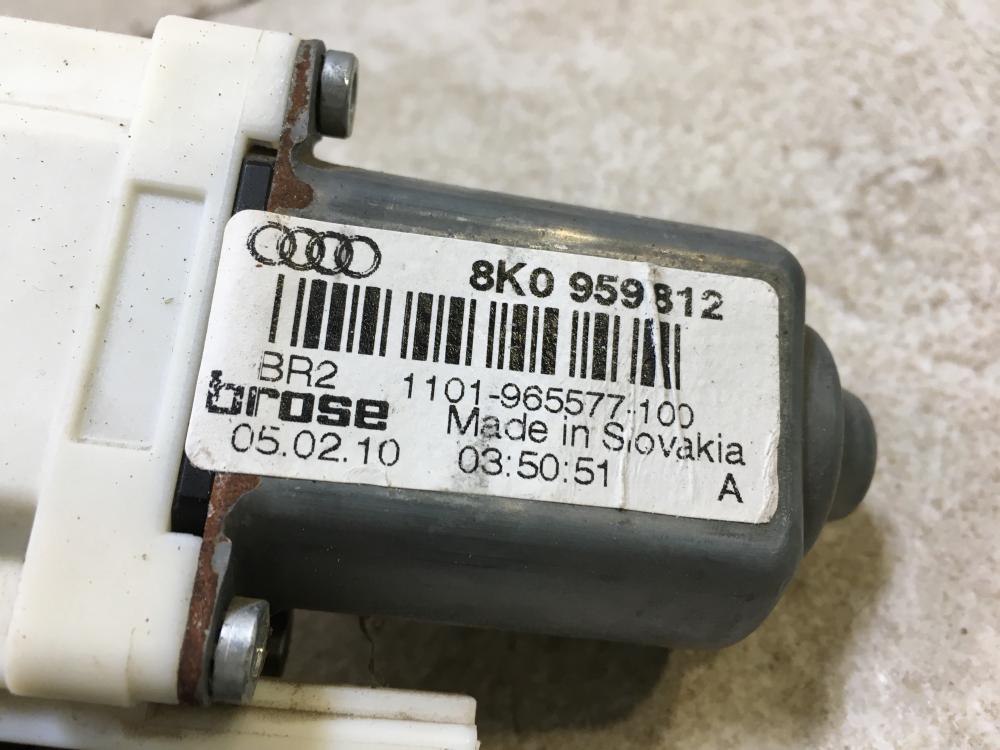 8K0 959 812
BR2
1101-965577-100
brose
Made in Slovakia
05.02.10 03:50:51
A